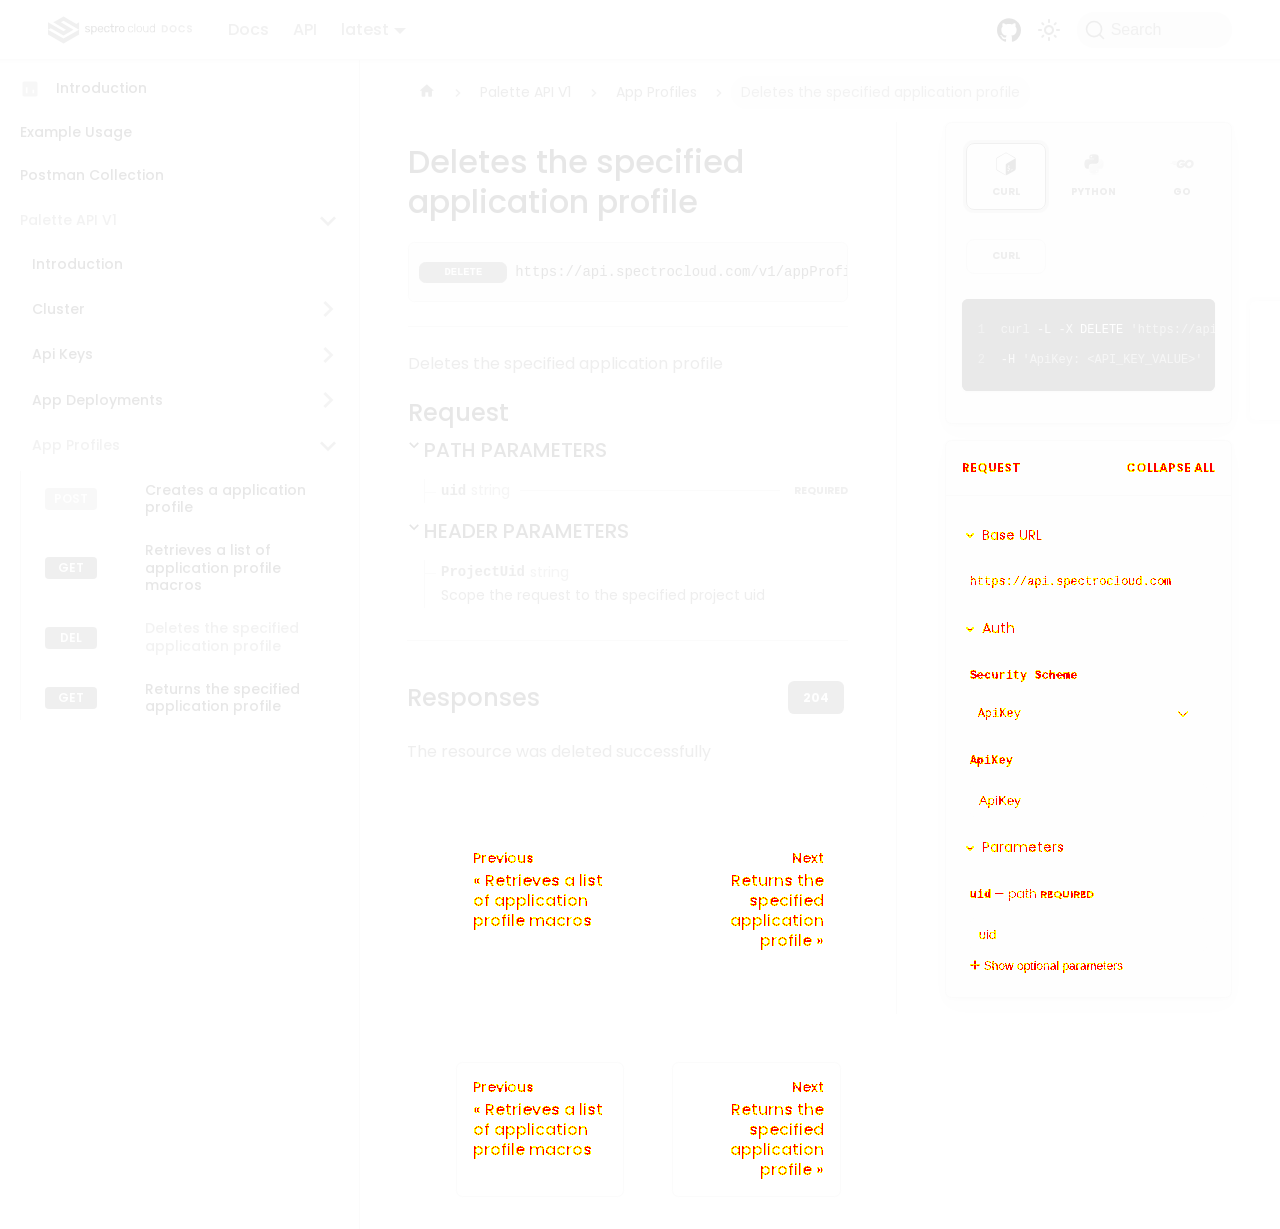 spectro cloud DOCS
Docs
API
latest
Search
Introduction
Example Usage
Postman Collection
Palette API V1
Introduction
Cluster
Api Keys
App Deployments
App Profiles
POST
Creates a application
profile
GET
Retrieves a list of
application profile
macros
DEL
Deletes the specified
application profile
GET
Returns the specified
application profile
Palette API V1
App Profiles
Deletes the specified application profile
Deletes the specified
application profile
DELETE
https://api.spectrocloud.com/v1/appProfi
Deletes the specified application profile
Request
PATH PARAMETERS
uid string
REQUIRED
HEADER PARAMETERS
ProjectUid string
Scope the request to the specified project uid
Responses
204
The resource was deleted successfully
Previous
« Retrieves a list
of application
profile macros
Next
Returns the
specified
application
profile »
Previous
« Retrieves a list
of application
profile macros
Next
Returns the
specified
application
profile »
CURL
PYTHON
GO
CURL
1 curl -L -X DELETE 'https://api
2 -H 'ApiKey: <API_KEY_VALUE>'
REQUEST
COLLAPSE ALL
Base URL
https://api.spectrocloud.com
Auth
Security Scheme
ApiKey
ApiKey
ApiKey
Parameters
uid — path REQUIRED
uid
Show optional parameters